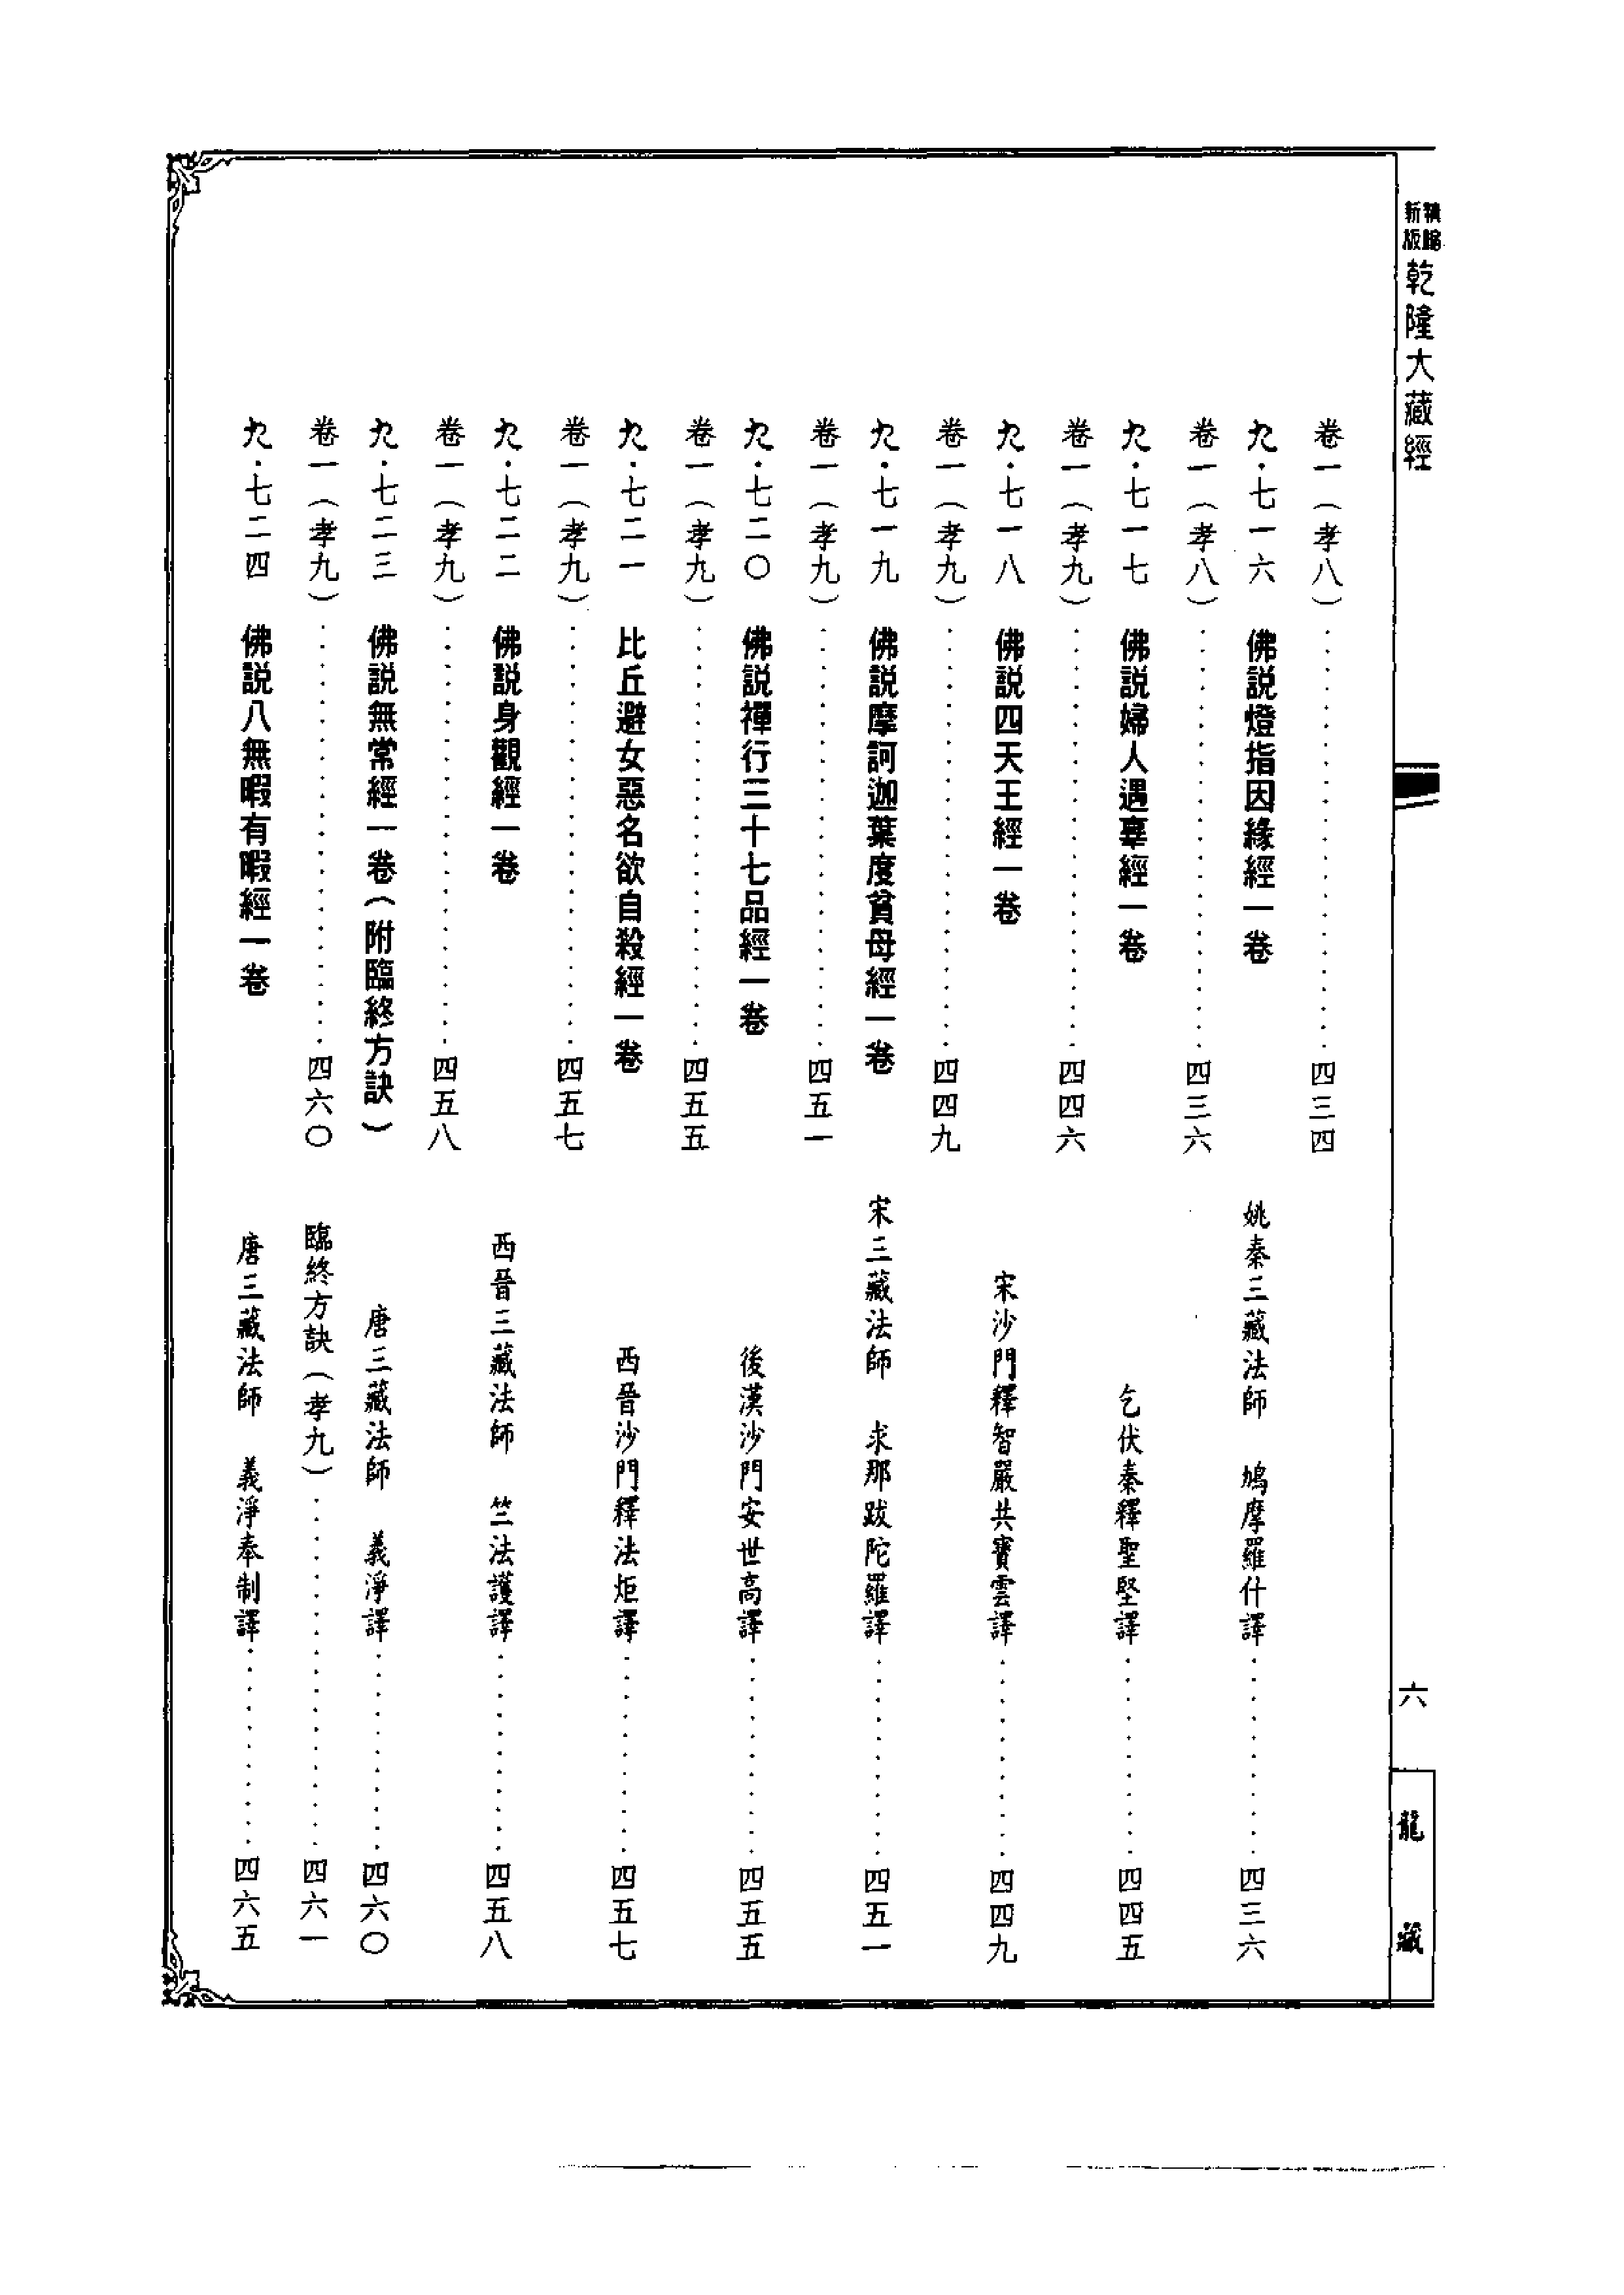 新版
精縮
乾隆大藏經
六
龍藏
卷一（孝八）……………………四三四
九·七一六　佛説燈指因緣經一卷　姚秦三藏法師　鳩摩羅什譯…………四三六
卷一（孝八）……………………四三六
九·七一七　佛説婦人遇辜經一卷　乞伏秦釋聖堅譯…………四四五
卷一（孝九）……………………四四六
九·七一八　佛説四天王經一卷　宋沙門釋智嚴共寶雲譯…………四四九
卷一（孝九）……………………四四九
九·七一九　佛説摩訶迦葉度貧母經一卷　宋三藏法師　求那跋陀羅譯…………四五一
卷一（孝九）……………………四五一
九·七二〇　佛説禪行三十七品經一卷　後漢沙門安世高譯…………四五五
卷一（孝九）……………………四五五
九·七二一　比丘避女惡名欲自殺經一卷　西晉沙門釋法炬譯…………四五七
卷一（孝九）……………………四五七
九·七二二　佛説身觀經一卷　西晉三藏法師　竺法護譯…………四五八
卷一（孝九）……………………四五八
九·七二三　佛説無常經一卷（附臨終方訣）　唐三藏法師　義淨譯…………四六〇
卷一（孝九）……………………四六〇　臨終方訣（孝九）…………………四六一
九·七二四　佛説八無暇有暇經一卷　唐三藏法師　義淨奉制譯…………四六五